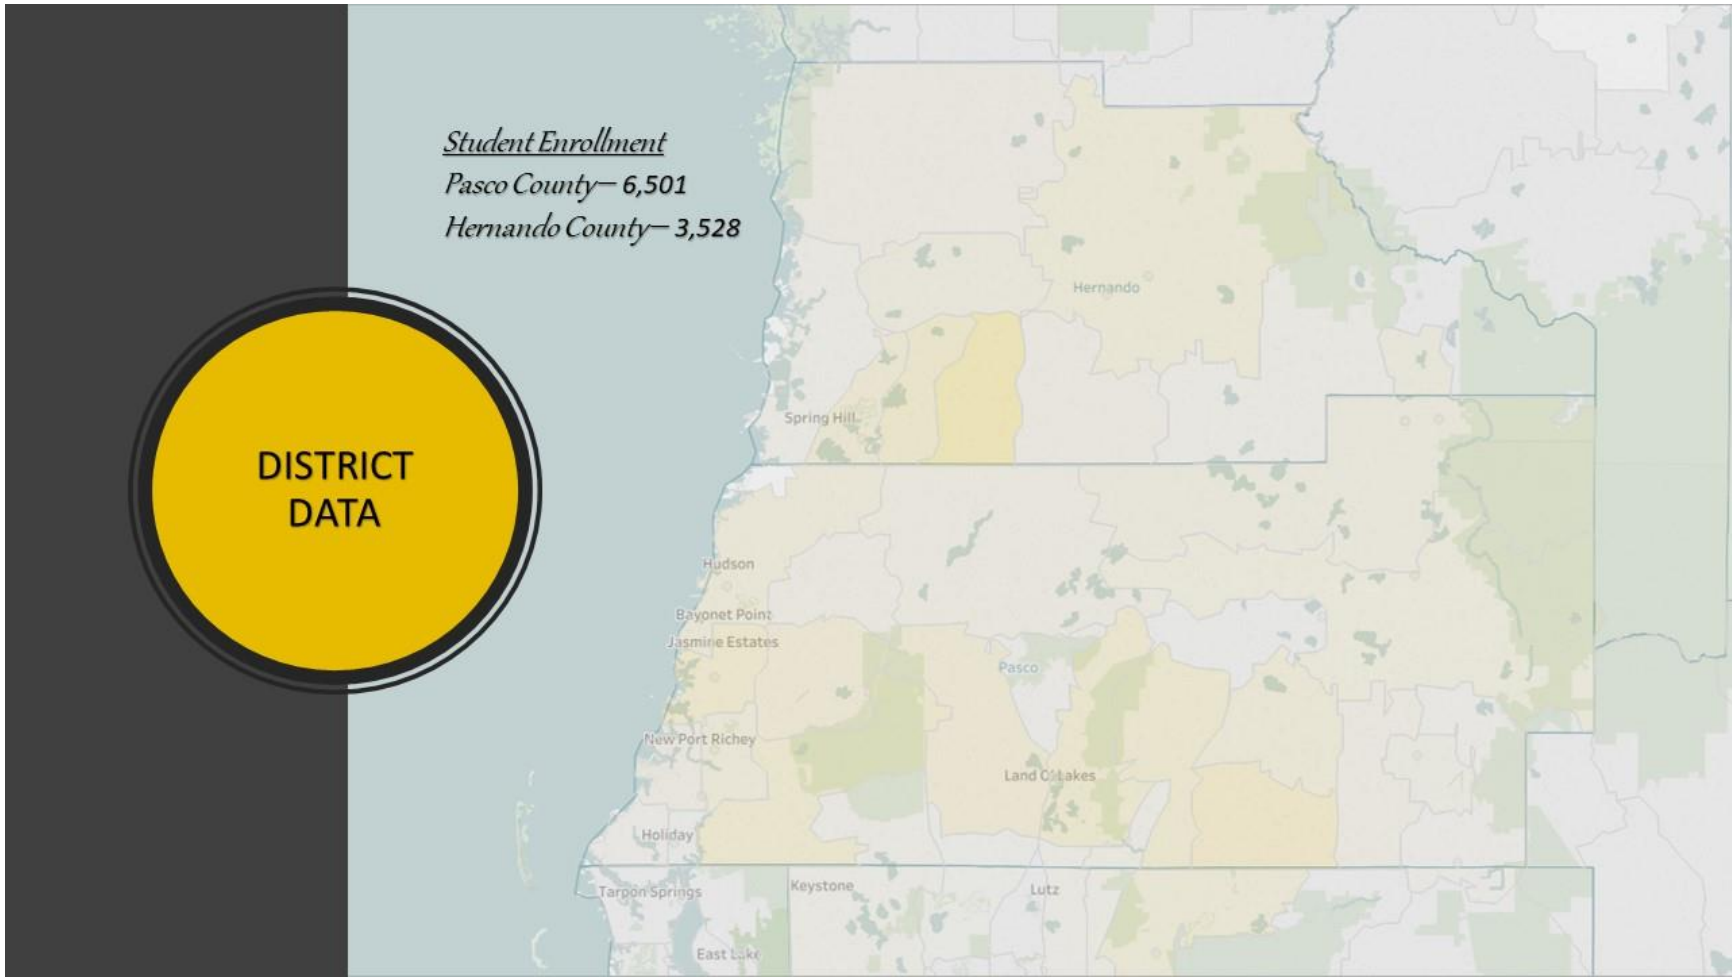 Student Enrollment
Pasco County— 6,501
Hernando County— 3,528
DISTRICT
DATA
Hernando
Spring Hill
Hudson
Bayonet Point
Jasmine Estates
Pasco
New Port Richey
Land O' Lakes
Holiday
Tarpon Springs
Keystone
Lutz
East Lake